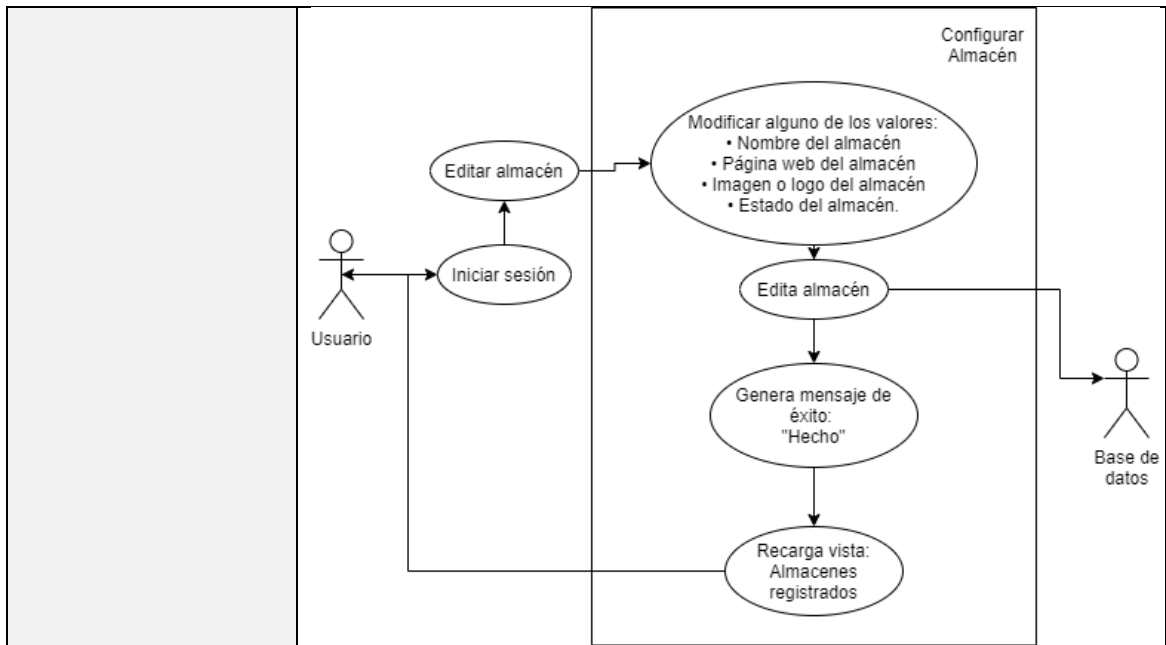 Configurar
Almacén
Modificar alguno de los valores:
• Nombre del almacén
• Página web del almacén
• Imagen o logo del almacén
• Estado del almacén.
Editar almacén
Iniciar sesión
Usuario
Edita almacén
Genera mensaje de
éxito:
"Hecho"
Base de
datos
Recarga vista:
Almacenes
registrados